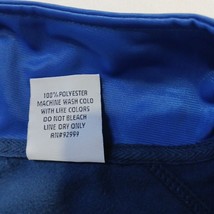 100% POLYESTER
MACHINE WASH COLD
WITH LIKE COLORS
DO NOT BLEACH
LINE DRY ONLY
RN#92999